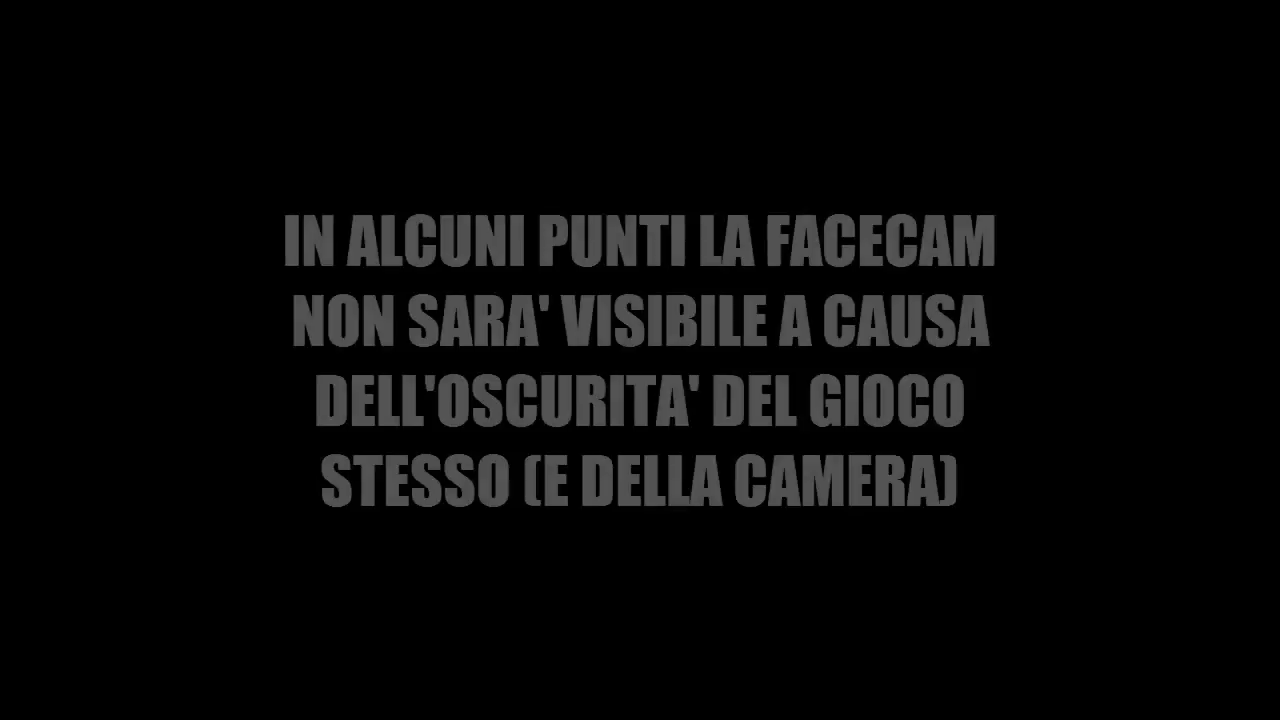 IN ALCUNI PUNTI LA FACECAM
NON SARA' VISIBILE A CAUSA
DELL'OSCURITA' DEL GIOCO
STESSO (E DELLA CAMERA)